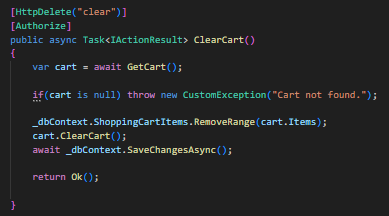 [HttpDelete("clear")]
[Authorize]
public async Task<IActionResult> ClearCart()
{
var cart = await GetCart();
if(cart is null) throw new CustomException("Cart not found.");
_dbContext.ShoppingCartItems.RemoveRange(cart.Items);
cart.ClearCart();
await _dbContext.SaveChangesAsync();
return Ok();
}